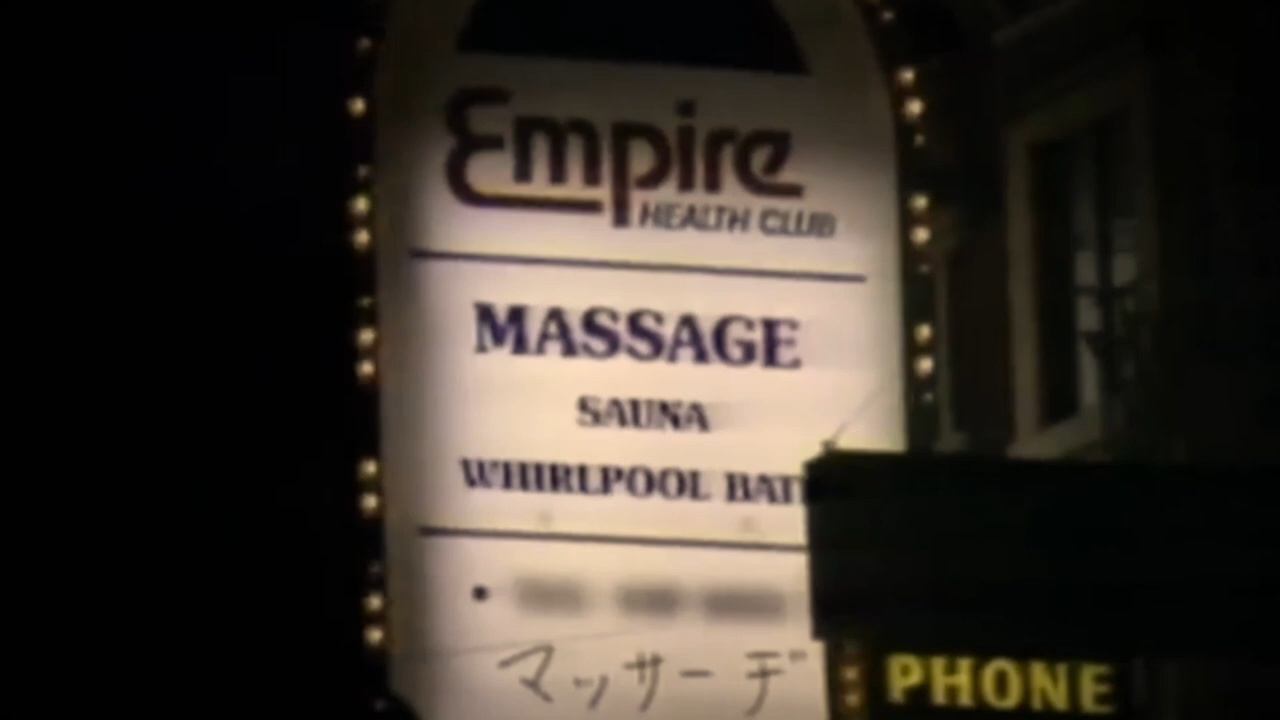 Empire
HEALTH CLUB
MASSAGE
SAUNA
WHIRLPOOL BAT
マッサーヂ
PHONE